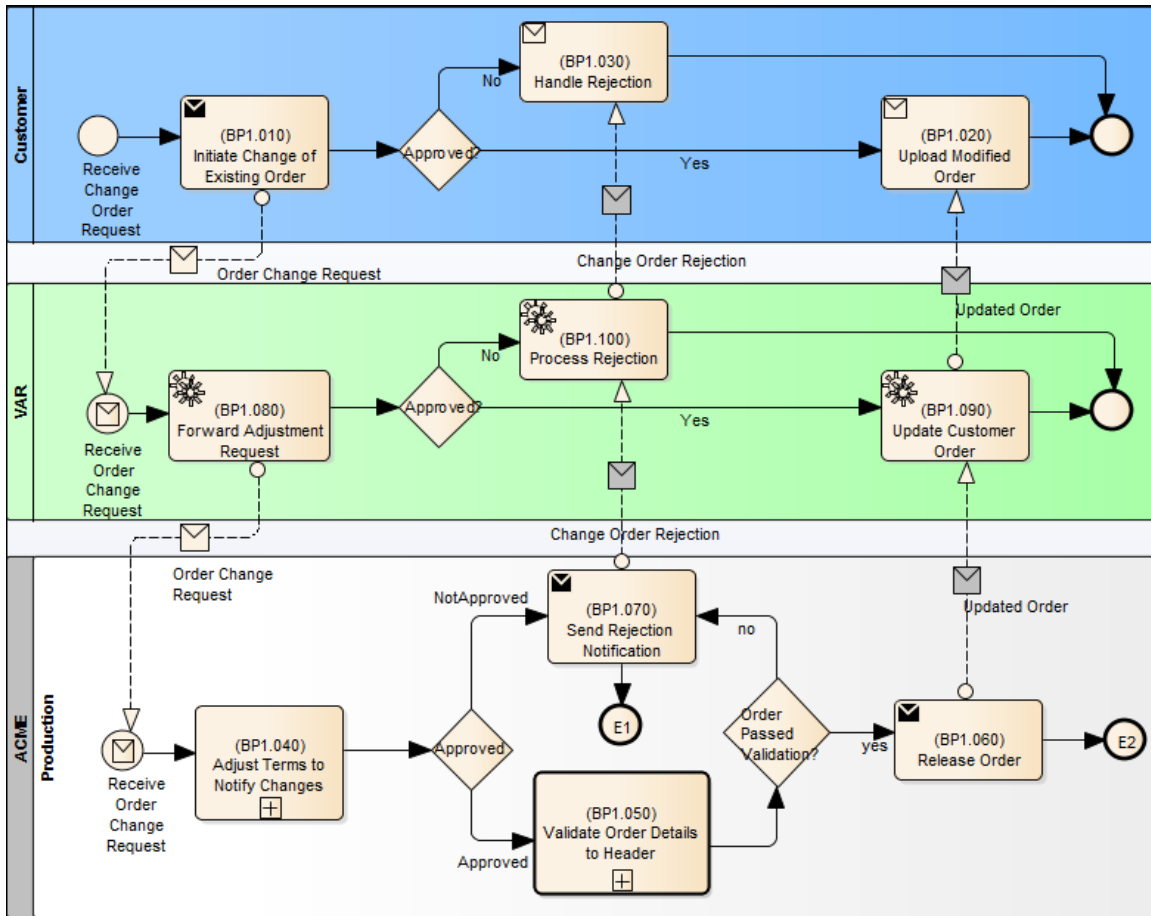 Customer
Receive
Change
Order
Request
(BP1.010)
Initiate Change of
Existing Order
Approved?
No
(BP1.030)
Handle Rejection
Yes
(BP1.020)
Upload Modified
Order
Order Change Request
Change Order Rejection
Updated Order
VAR
Receive
Order
Change
Request
(BP1.080)
Forward Adjustment
Request
Approved?
No
(BP1.100)
Process Rejection
Yes
(BP1.090)
Update Customer
Order
Order Change
Request
Change Order Rejection
Updated Order
ACME
Production
Receive
Order
Change
Request
(BP1.040)
Adjust Terms to
Notify Changes
Approved
NotApproved
(BP1.070)
Send Rejection
Notification
E1
Approved
(BP1.050)
Validate Order Details
to Header
Order
Passed
Validation?
no
yes
(BP1.060)
Release Order
E2